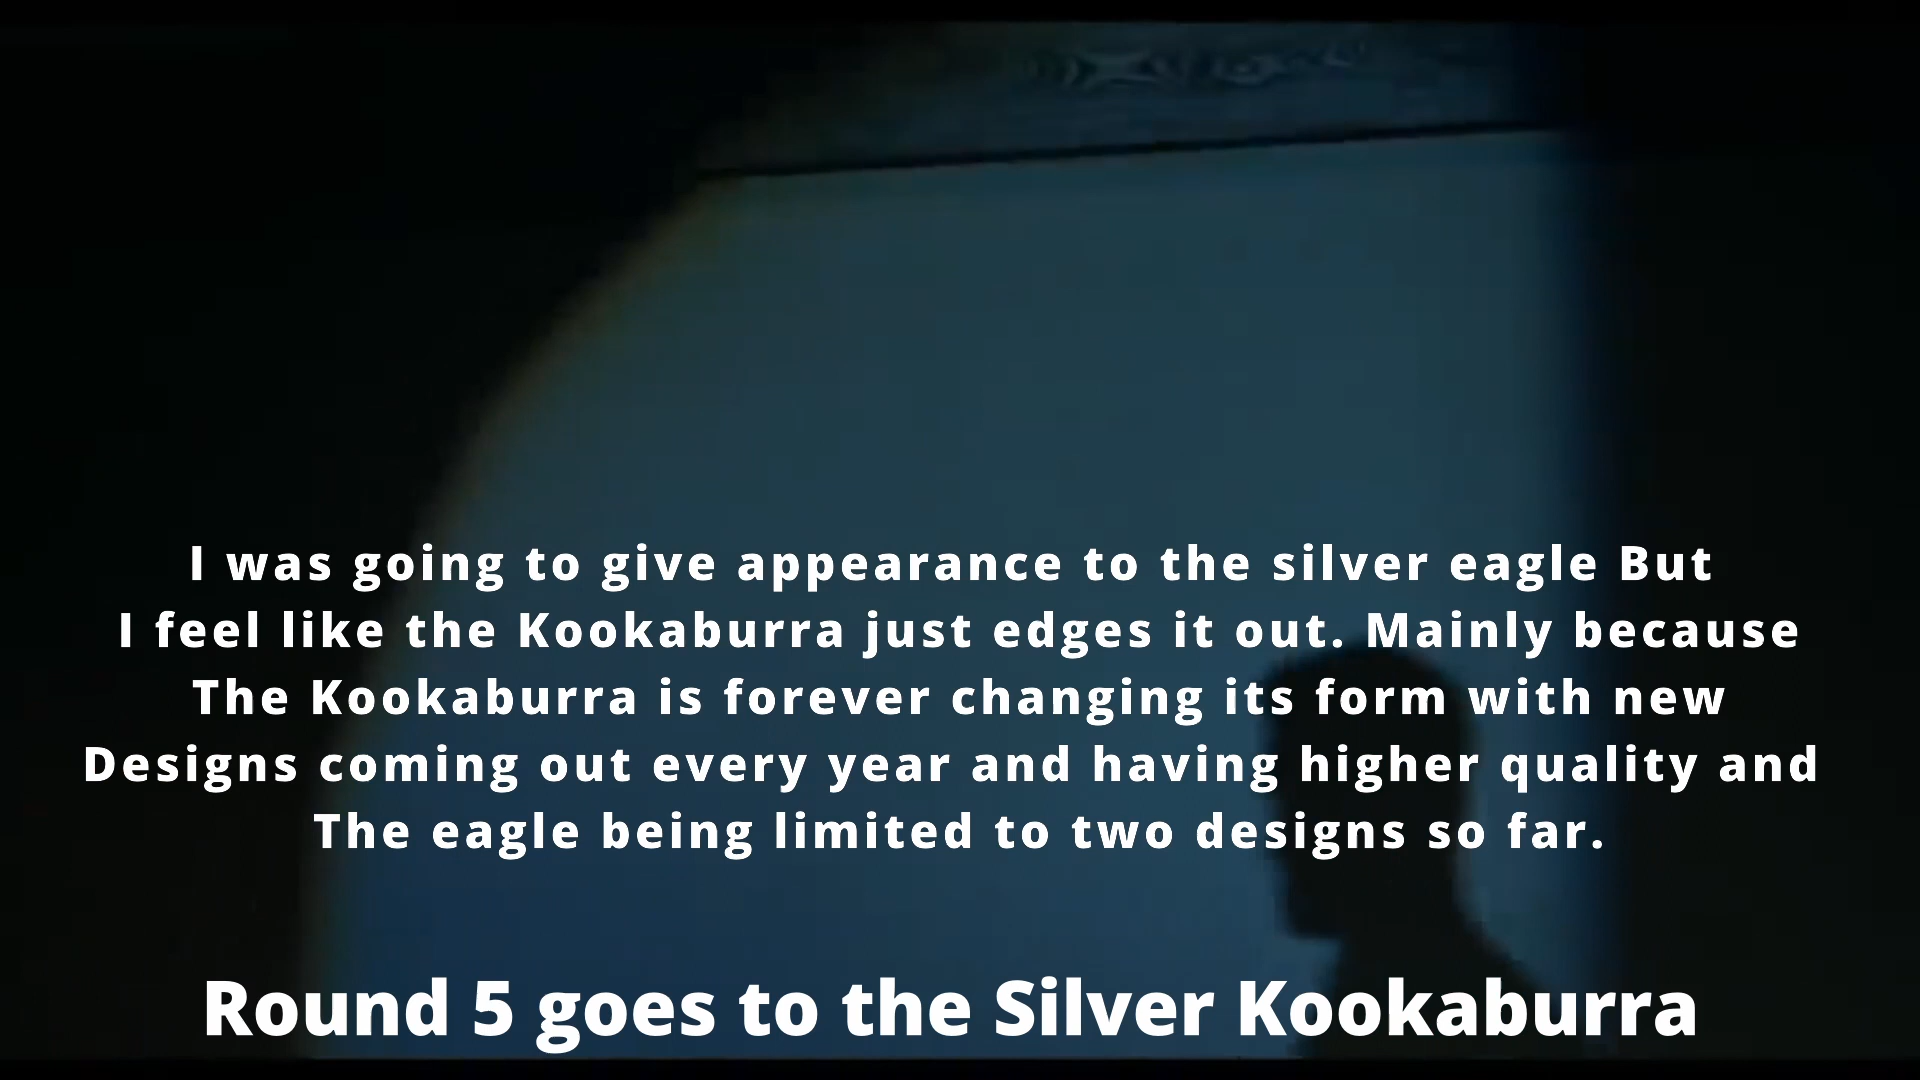 I was going to give appearance to the silver eagle But
I feel like the Kookaburra just edges it out. Mainly because
The Kookaburra is forever changing its form with new
Designs coming out every year and having higher quality and
The eagle being limited to two designs so far.
Round 5 goes to the Silver Kookaburra